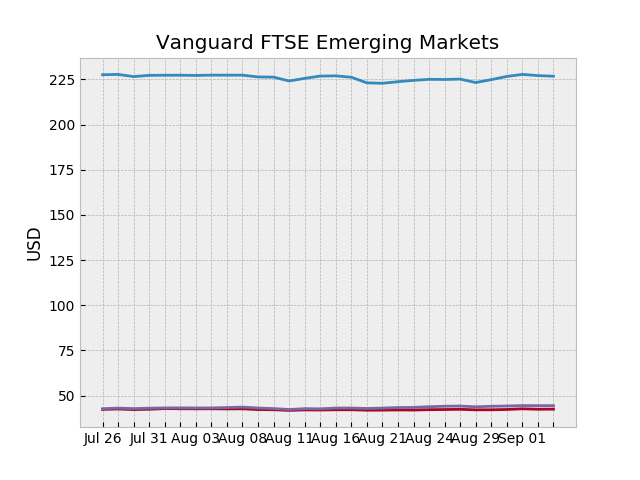 Vanguard FTSE Emerging Markets
USD
225
200
175
150
125
100
75
50
Jul 26 Jul 31 Aug 03 Aug 08 Aug 11 Aug 16 Aug 21 Aug 24 Aug 29 Sep 01